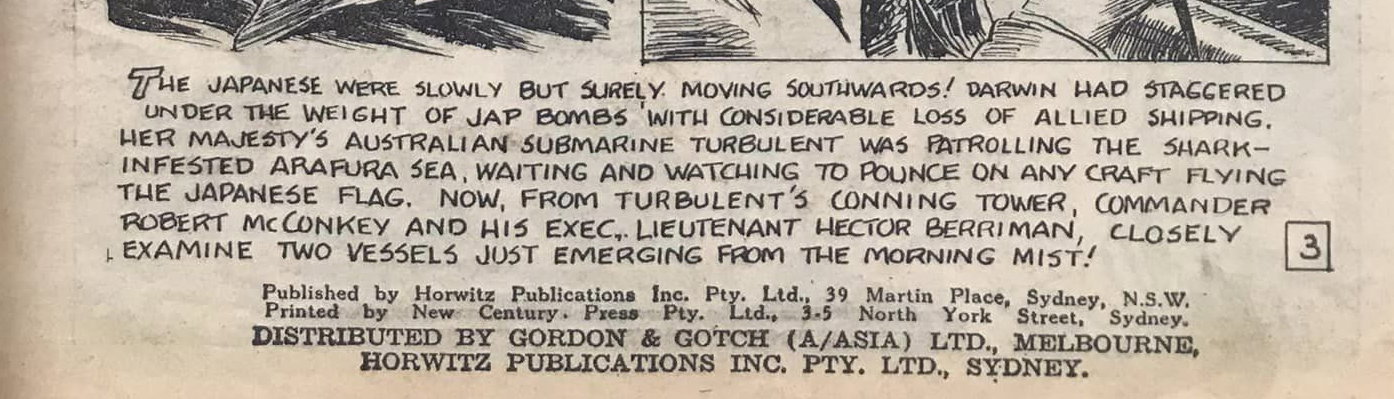 THE JAPANESE WERE SLOWLY BUT SURELY MOVING SOUTHWARDS! DARWIN HAD STAGGERED
UNDER THE WEIGHT OF JAP BOMBS WITH CONSIDERABLE LOSS OF ALLIED SHIPPING.
HER MAJESTY'S AUSTRALIAN SUBMARINE TURBULENT WAS PATROLLING THE SHARK-
INFESTED ARAFURA SEA, WAITING AND WATCHING TO POUNCE ON ANY CRAFT FLYING
THE JAPANESE FLAG. NOW, FROM TURBULENT'S CONNING TOWER, COMMANDER
ROBERT McCONKEY AND HIS EXEC,. LIEUTENANT HECTOR BERRIMAN, CLOSELY
EXAMINE TWO VESSELS JUST EMERGING FROM THE MORNING MIST!
3
Published by Horwitz Publications Inc. Pty. Ltd., 39 Martin Place, Sydney, N.S.W.
Printed by New Century Press Pty. Ltd., 3-5 North York Street, Sydney.
DISTRIBUTED BY GORDON & GOTCH (A/ASIA) LTD., MELBOURNE,
HORWITZ PUBLICATIONS INC. PTY. LTD., SYDNEY.